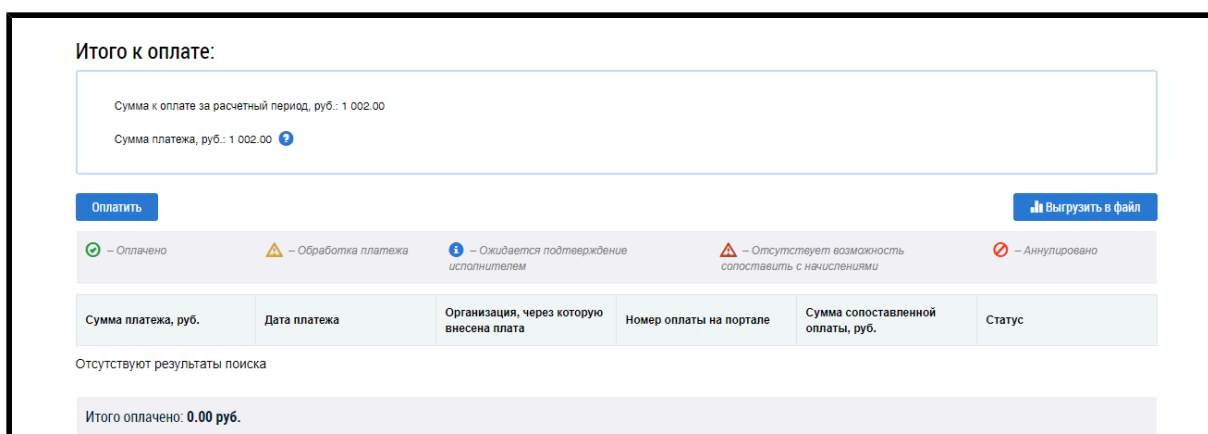 Итого к оплате:
Сумма к оплате за расчетный период, руб.: 1 002.00
Сумма платежа, руб.: 1 002.00 ?
Оплатить
Выгрузить в файл
– Оплачено
– Обработка платежа
– Ожидается подтверждение
исполнителем
– Отсутствует возможность
сопоставить с начислениями
– Аннулировано
Сумма платежа, руб.
Дата платежа
Организация, через которую
внесена плата
Номер оплаты на портале
Сумма сопоставленной
оплаты, руб.
Статус
Отсутствуют результаты поиска
Итого оплачено: 0.00 руб.